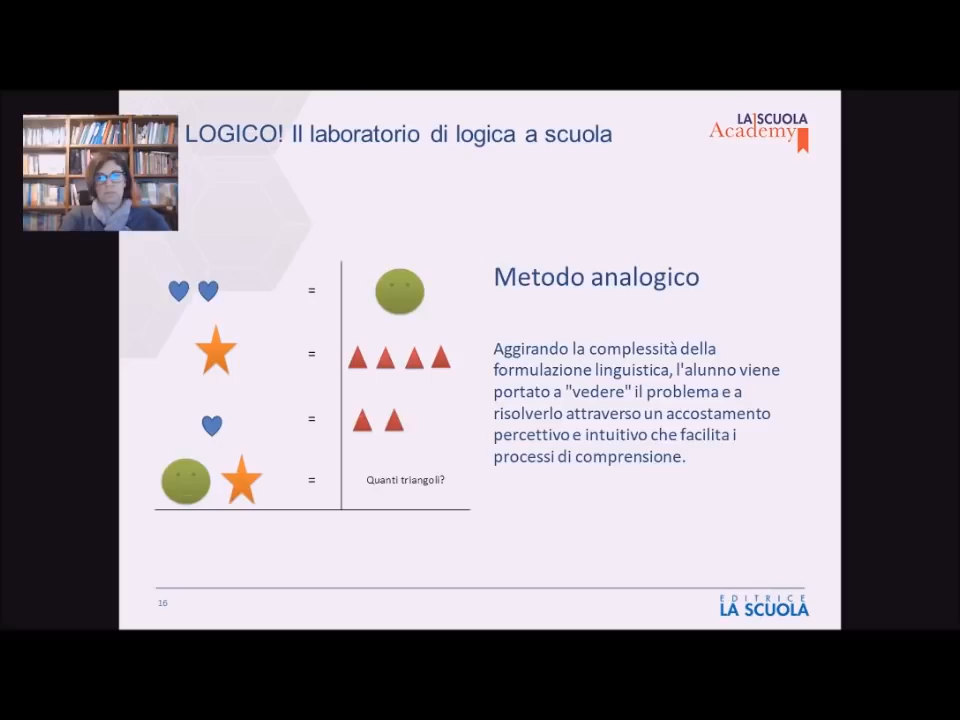 LOGICO! Il laboratorio di logica a scuola
LA SCUOLA
Academy
=
=
=
=
Quanti triangoli?
Metodo analogico
Aggirando la complessità della
formulazione linguistica, l'alunno viene
portato a "vedere" il problema e a
risolverlo attraverso un accostamento
percettivo e intuitivo che facilita i
processi di comprensione.
16
EDITRICE
LA SCUOLA